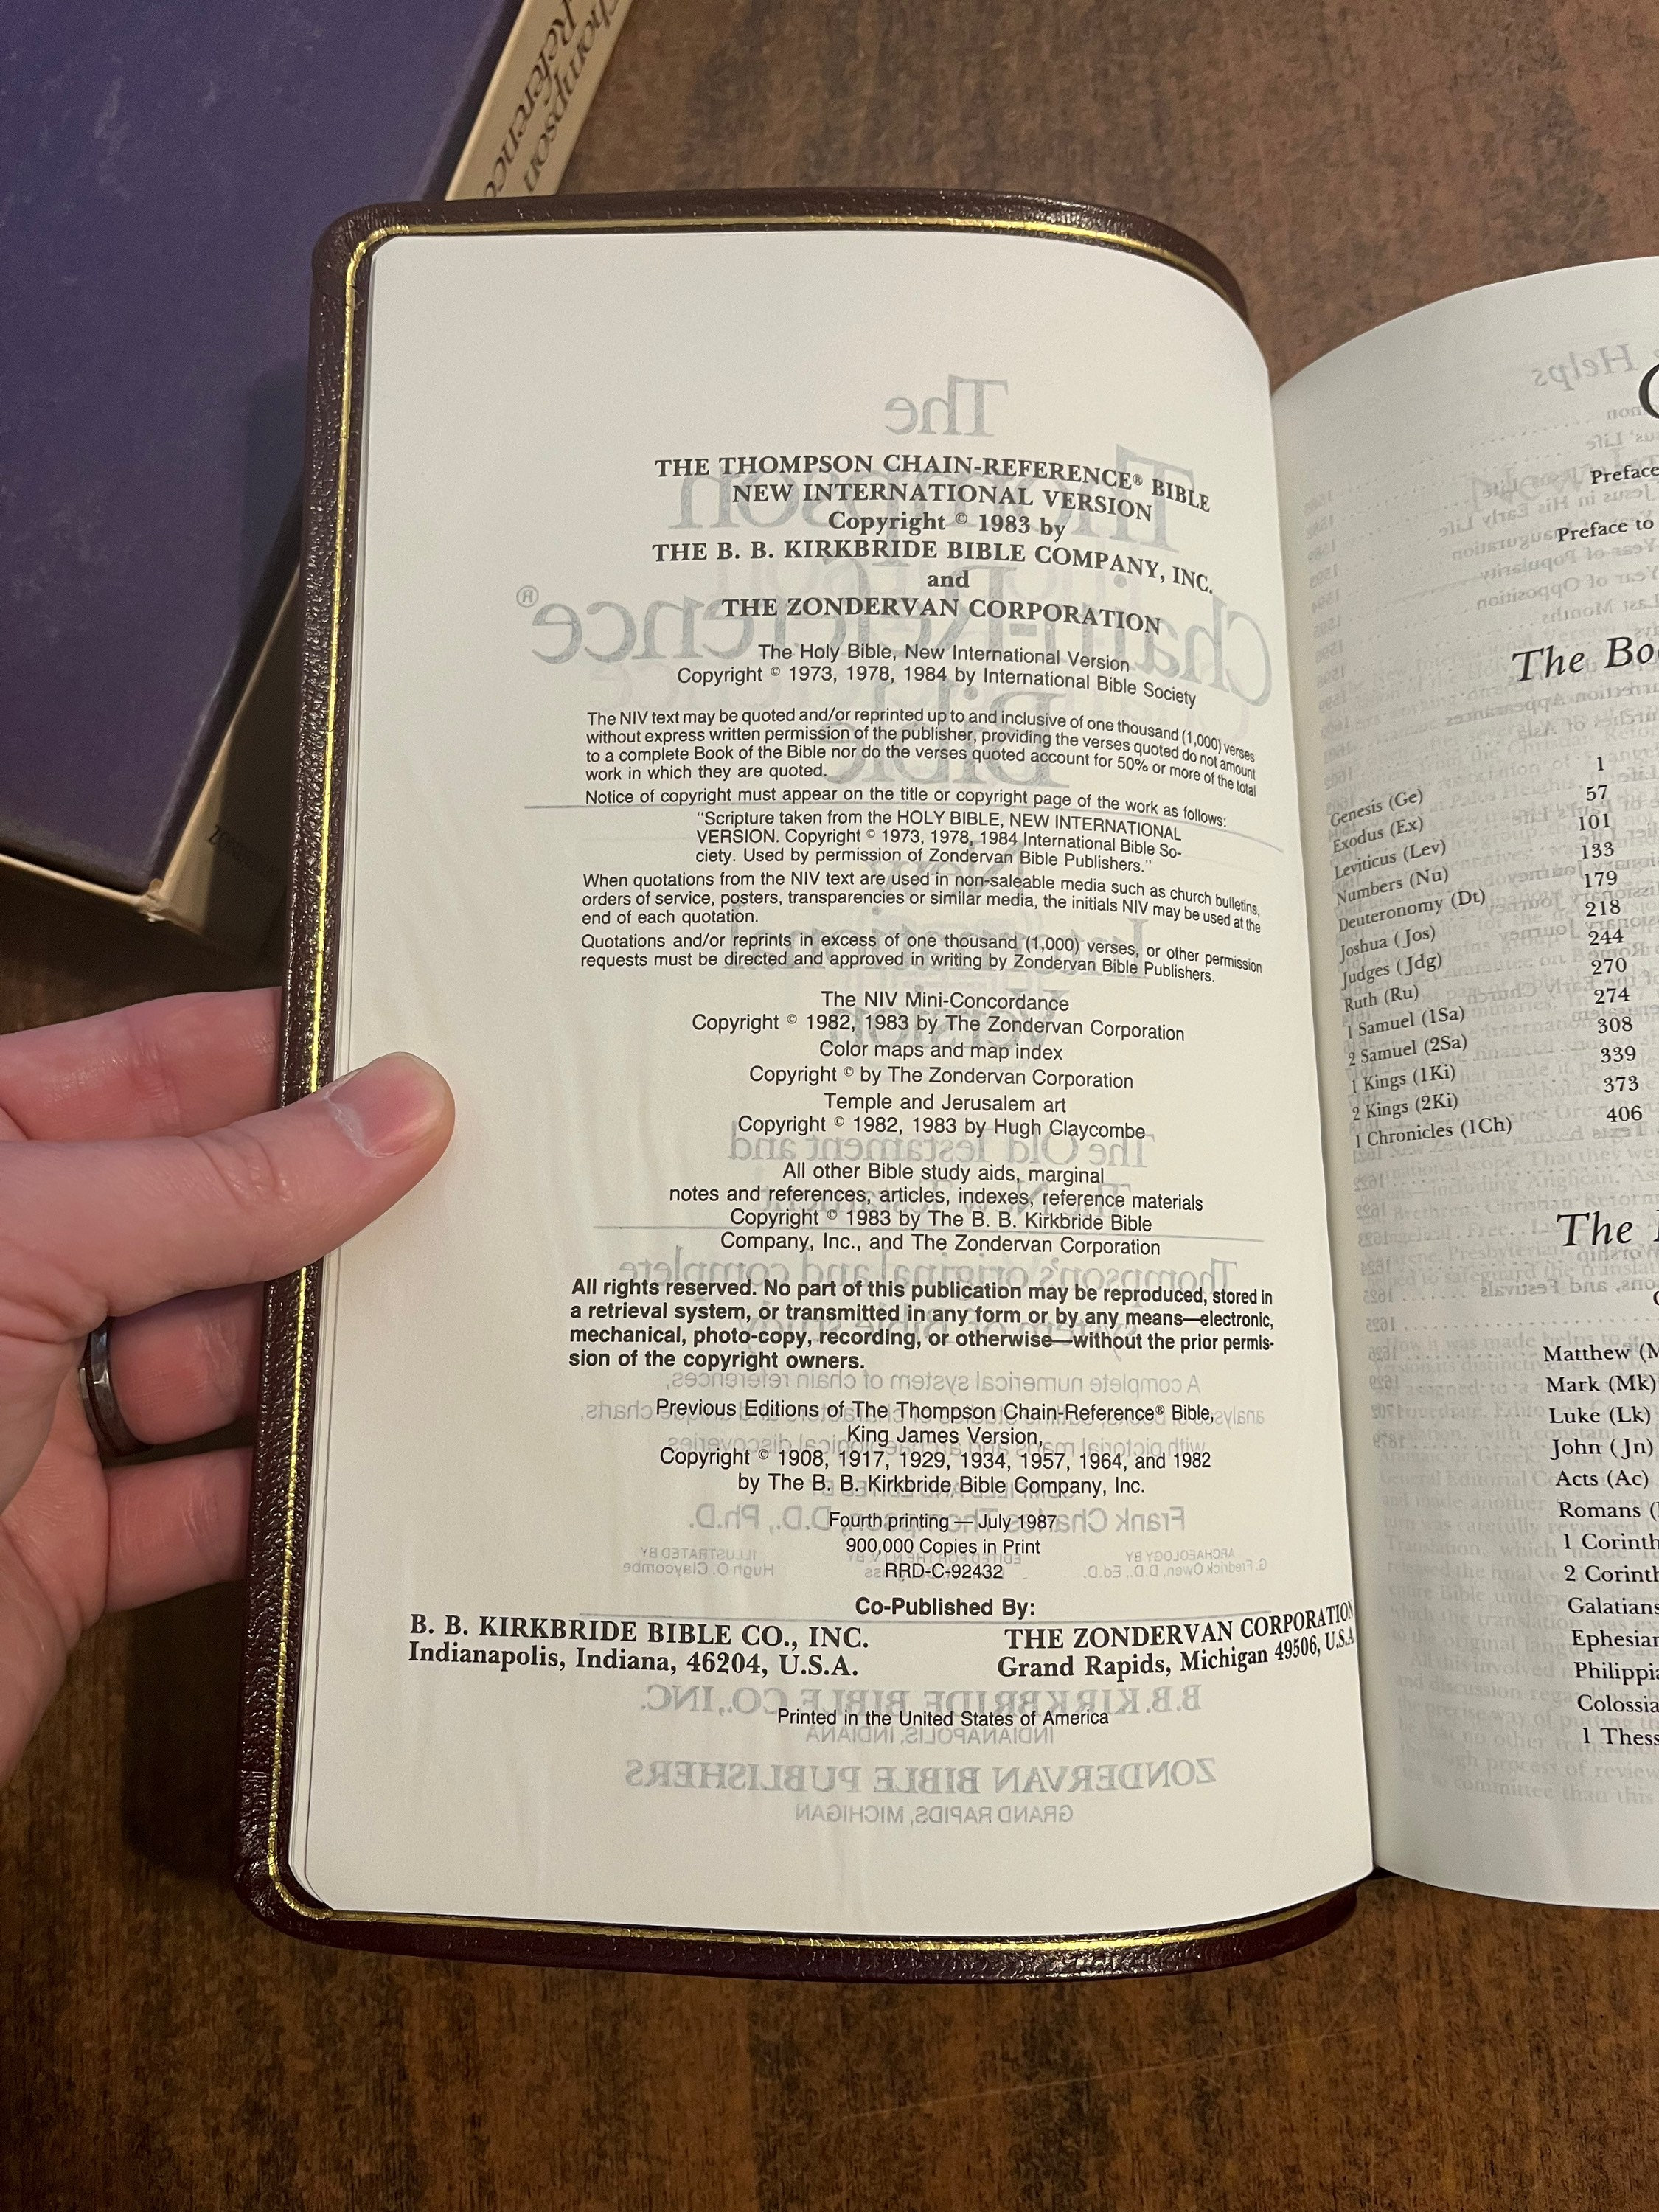 Thompson
Reference
THE THOMPSON CHAIN-REFERENCE® BIBLE
NEW INTERNATIONAL VERSION
Copyright © 1983 by
THE B. B. KIRKBRIDE BIBLE COMPANY, INC.
and
THE ZONDERVAN CORPORATION
The Holy Bible, New International Version
Copyright © 1973, 1978, 1984 by International Bible Society
The NIV text may be quoted and/or reprinted up to and inclusive of one thousand (1,000) verses
without express written permission of the publisher, providing the verses quoted do not amount
to a complete Book of the Bible nor do the verses quoted account for 50% or more of the total
work in which they are quoted.
Notice of copyright must appear on the title or copyright page of the work as follows:
"Scripture taken from the HOLY BIBLE, NEW INTERNATIONAL
VERSION. Copyright © 1973, 1978, 1984 International Bible So-
ciety. Used by permission of Zondervan Bible Publishers."
When quotations from the NIV text are used in non-saleable media such as church bulletins,
orders of service, posters, transparencies or similar media, the initials NIV may be used at the
end of each quotation.
Quotations and/or reprints in excess of one thousand (1,000) verses, or other permission
requests must be directed and approved in writing by Zondervan Bible Publishers.
The NIV Mini-Concordance
Copyright © 1982, 1983 by The Zondervan Corporation
Color maps and map index
Copyright © by The Zondervan Corporation
Temple and Jerusalem art
Copyright © 1982, 1983 by Hugh Claycombe
All other Bible study aids, marginal
notes and references, articles, indexes, reference materials
Copyright © 1983 by The B. B. Kirkbride Bible
Company, Inc., and The Zondervan Corporation
All rights reserved. No part of this publication may be reproduced, stored in
a retrieval system, or transmitted in any form or by any means—electronic,
mechanical, photo-copy, recording, or otherwise—without the prior permis-
sion of the copyright owners.
Previous Editions of The Thompson Chain-Reference® Bible,
King James Version,
Copyright © 1908, 1917, 1929, 1934, 1957, 1964, and 1982
by The B. B. Kirkbride Bible Company, Inc.
Fourth printing — July 1987
900,000 Copies in Print
RRD-C-92432
Co-Published By:
B. B. KIRKBRIDE BIBLE CO., INC.
Indianapolis, Indiana, 46204, U.S.A.
THE ZONDERVAN CORPORATION
Grand Rapids, Michigan 49506, U.S.A.
Printed in the United States of America
Preface
Preface to
The
Genesis (Ge) 1
Exodus (Ex) 57
Leviticus (Lev) 101
Numbers (Nu) 133
Deuteronomy (Dt) 179
Joshua (Jos) 218
Judges (Jdg) 244
Ruth (Ru) 270
1 Samuel (1Sa) 274
2 Samuel (2Sa) 308
1 Kings (1Ki) 339
2 Kings (2Ki) 373
1 Chronicles (1Ch) 406
The
Matthew
Mark (Mk)
Luke (Lk)
John (Jn)
Acts (Ac)
Romans
1 Corinth
2 Corinth
Galatians
Ephesian
Philippia
Colossia
1 Thess